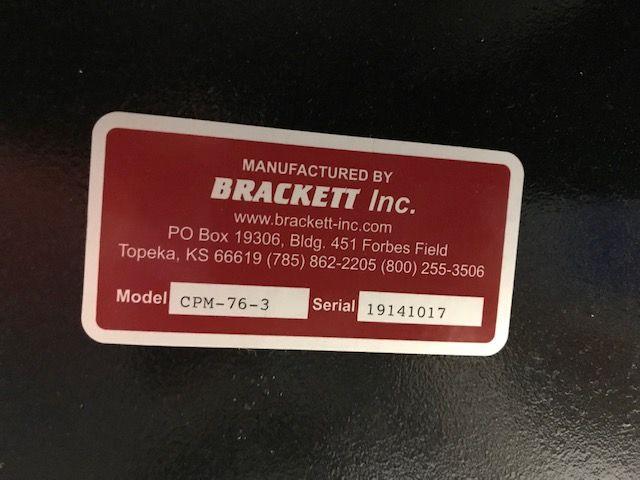 MANUFACTURED BY
BRACKETT Inc.
www.brackett-inc.com
PO Box 19306, Bldg. 451 Forbes Field
Topeka, KS 66619 (785) 862-2205 (800) 255-3506
Model CPM-76-3 Serial 19141017